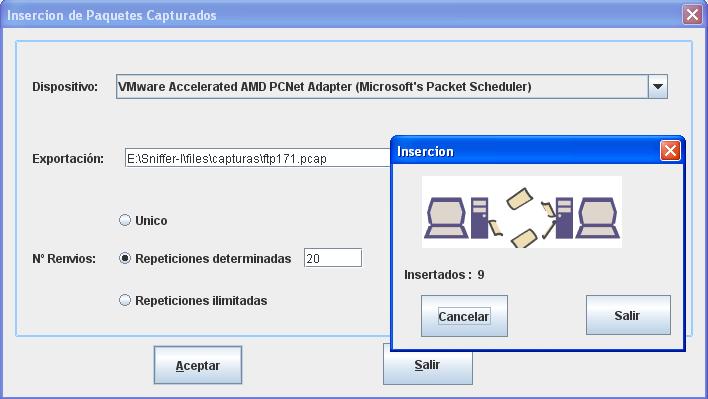 Insercion de Paquetes Capturados
Dispositivo: VMware Accelerated AMD PCNet Adapter (Microsoft's Packet Scheduler)
Exportación: E:\Sniffer-I\files\capturas\ftp171.pcap
Insercion
Unico
Nº Renvios: Repeticiones determinadas 20
Insertados : 9
Repeticiones ilimitadas
Cancelar Salir
Aceptar Salir